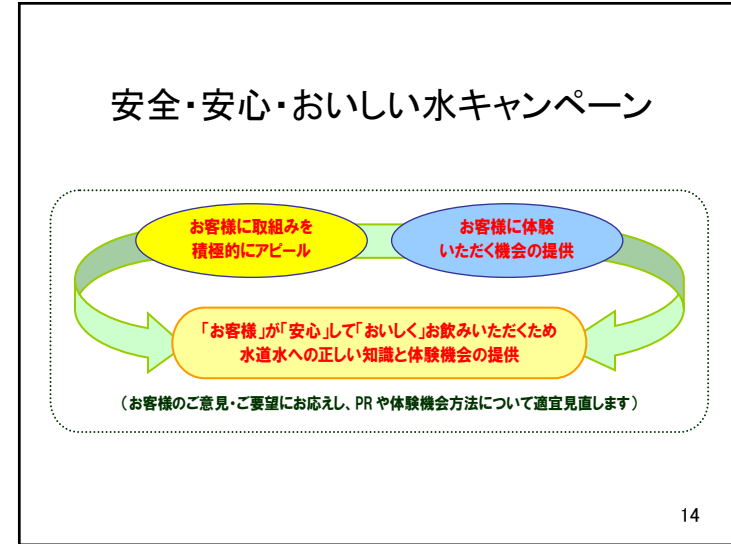 安全・安心・おいしい水キャンペーン
お客様に取組みを
積極的にアピール
お客様に体験
いただく機会の提供
「お客様」が「安心」して「おいしく」お飲みいただくため
水道水への正しい知識と体験機会の提供
（お客様のご意見・ご要望にお応えし、PRや体験機会方法について適宜見直します）
14